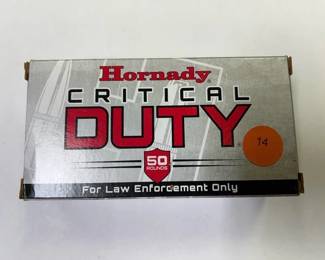 Hornady
CRITICAL
DUTY
50
ROUNDS
14
For Law Enforcement Only